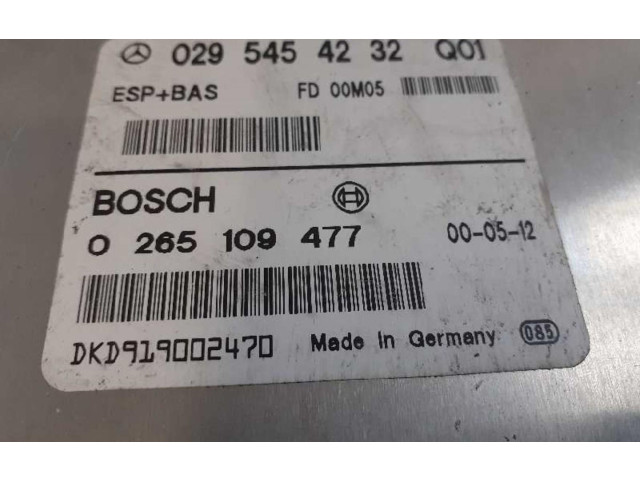 029 545 42 32 Q01
ESP+BAS FD 00M05
BOSCH
0 265 109 477 00-05-12
DKD919002470 Made in Germany 085